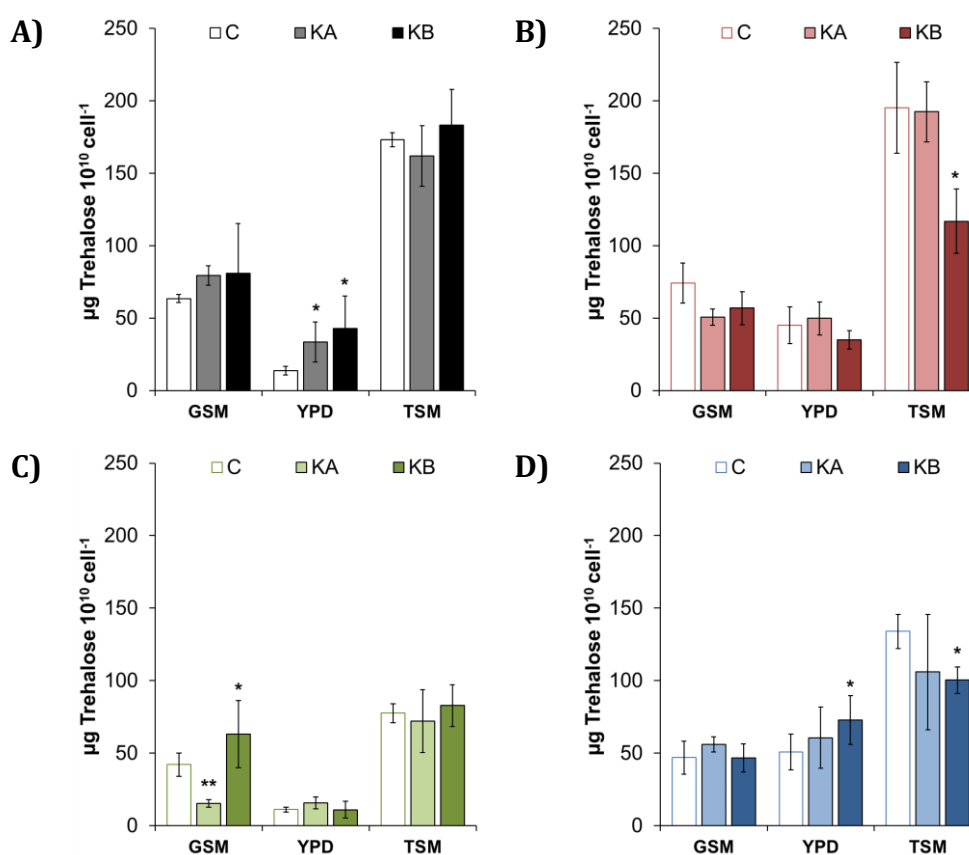 A)
C KA KB
µg Trehalose 10¹⁰ cell⁻¹
250
200
150
100
50
0
* *
GSM YPD TSM
B)
C KA KB
µg Trehalose 10¹⁰ cell⁻¹
250
200
150
100
50
0
*
GSM YPD TSM
C)
C KA KB
µg Trehalose 10¹⁰ cell⁻¹
250
200
150
100
50
0
** *
GSM YPD TSM
D)
C KA KB
µg Trehalose 10¹⁰ cell⁻¹
250
200
150
100
50
0
* *
GSM YPD TSM